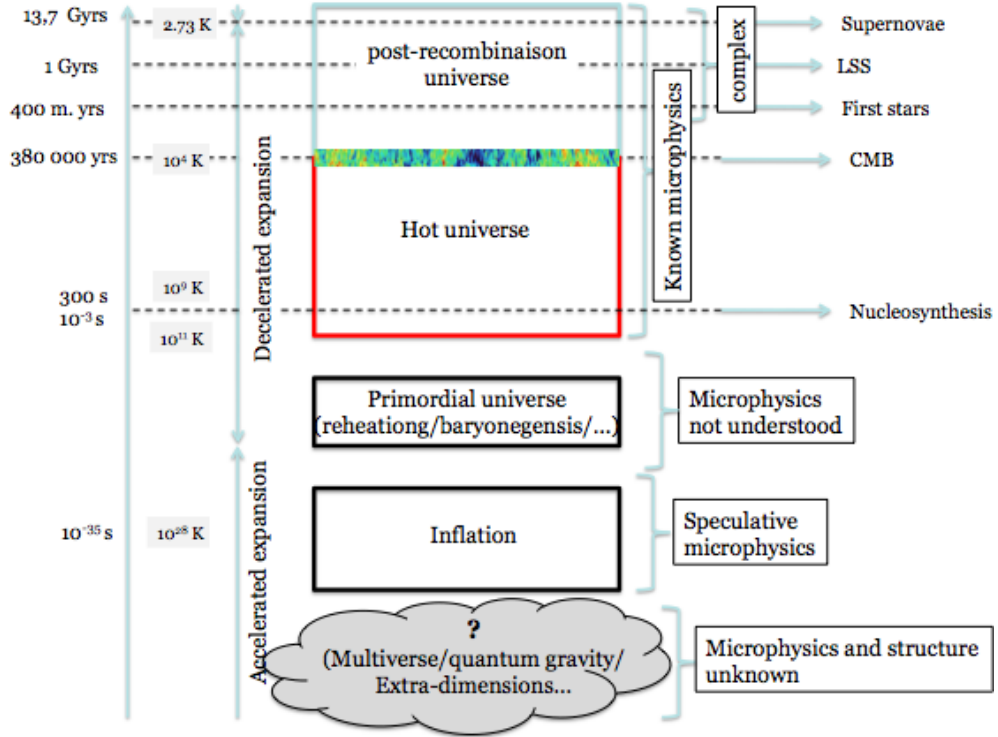 13,7 Gyrs
2.73 K
Supernovae
post-recombinaison
universe
complex
1 Gyrs
LSS
400 m. yrs
First stars
380 000 yrs
10⁴ K
CMB
Decelerated expansion
Known microphysics
Hot universe
10⁹ K
300 s
10⁻³ s
Nucleosynthesis
10¹¹ K
Primordial universe
(reheationg/baryonegensis/...)
Microphysics
not understood
Accelerated expansion
10⁻³⁵ s
10²⁸ K
Inflation
Speculative
microphysics
?
(Multiverse/quantum gravity/
Extra-dimensions...
Microphysics and structure
unknown